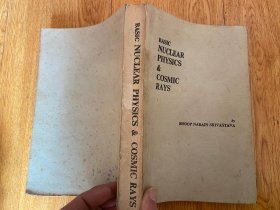 BASIC NUCLEAR PHYSICS & COSMIC RAYS
BASIC
NUCLEAR
PHYSICS
&
COSMIC
RAYS
By
BHOOP NARAIN SRIVASTAVA